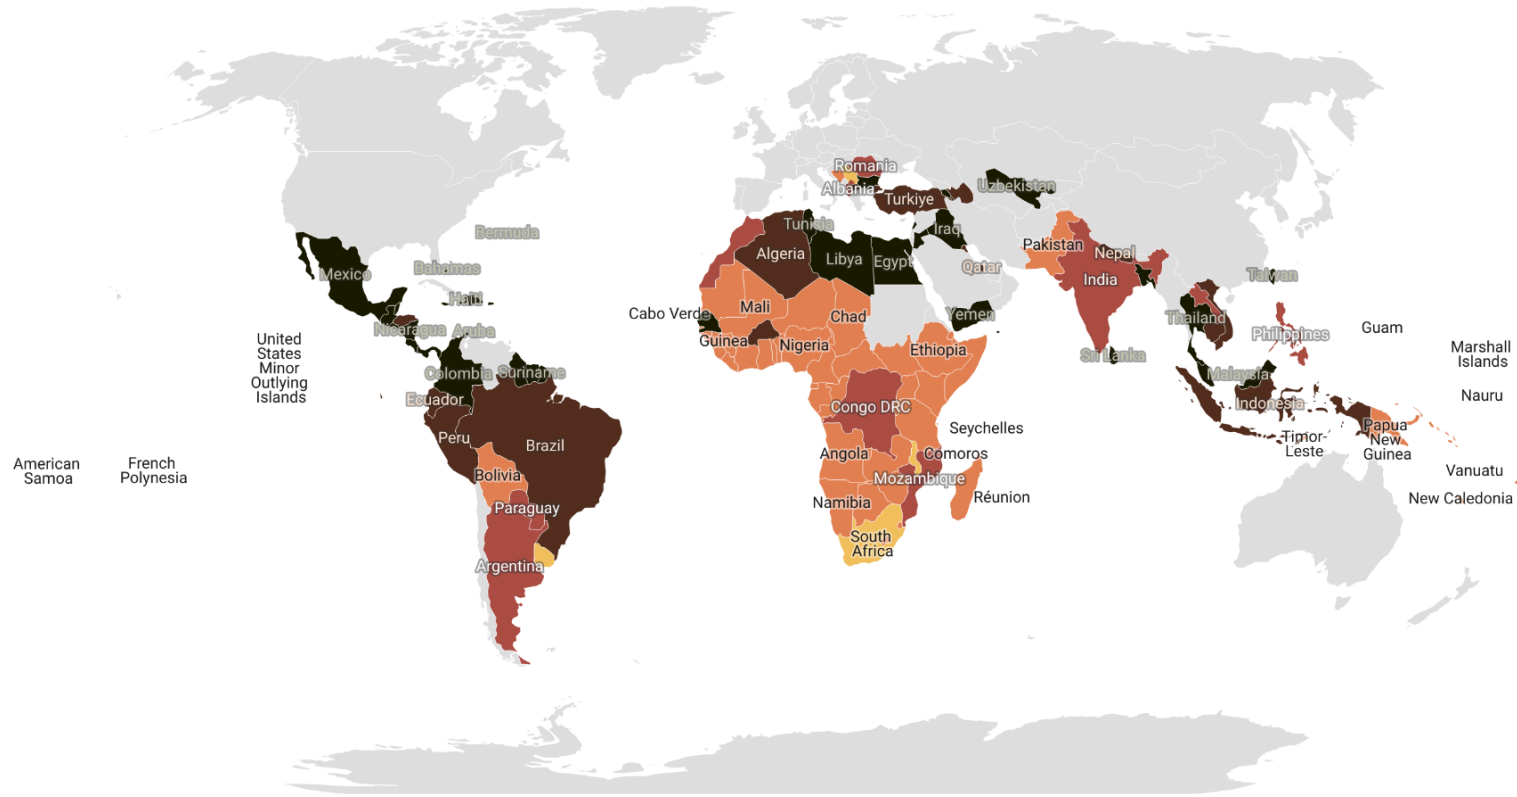 Romania
Albania
Turkiye
Uzbekistan
Tunisia
Bermuda
Algeria
Libya
Egypt
Iraq
Pakistan
Nepal
India
Qatar
Mexico
Bahamas
Haiti
Taiwan
Cabo Verde
Mali
Chad
Yemen
Thailand
Nicaragua
Aruba
Guinea
Nigeria
Ethiopia
Sri Lanka
Philippines
Guam
United
States
Minor
Outlying
Islands
Marshall
Islands
Colombia
Suriname
Malaysia
Ecuador
Congo DRC
Indonesia
Nauru
Seychelles
Peru
Brazil
Angola
Comoros
Timor-
Leste
Papua
New
Guinea
American
Samoa
French
Polynesia
Bolivia
Mozambique
Vanuatu
Namibia
Réunion
New Caledonia
Paraguay
South
Africa
Argentina